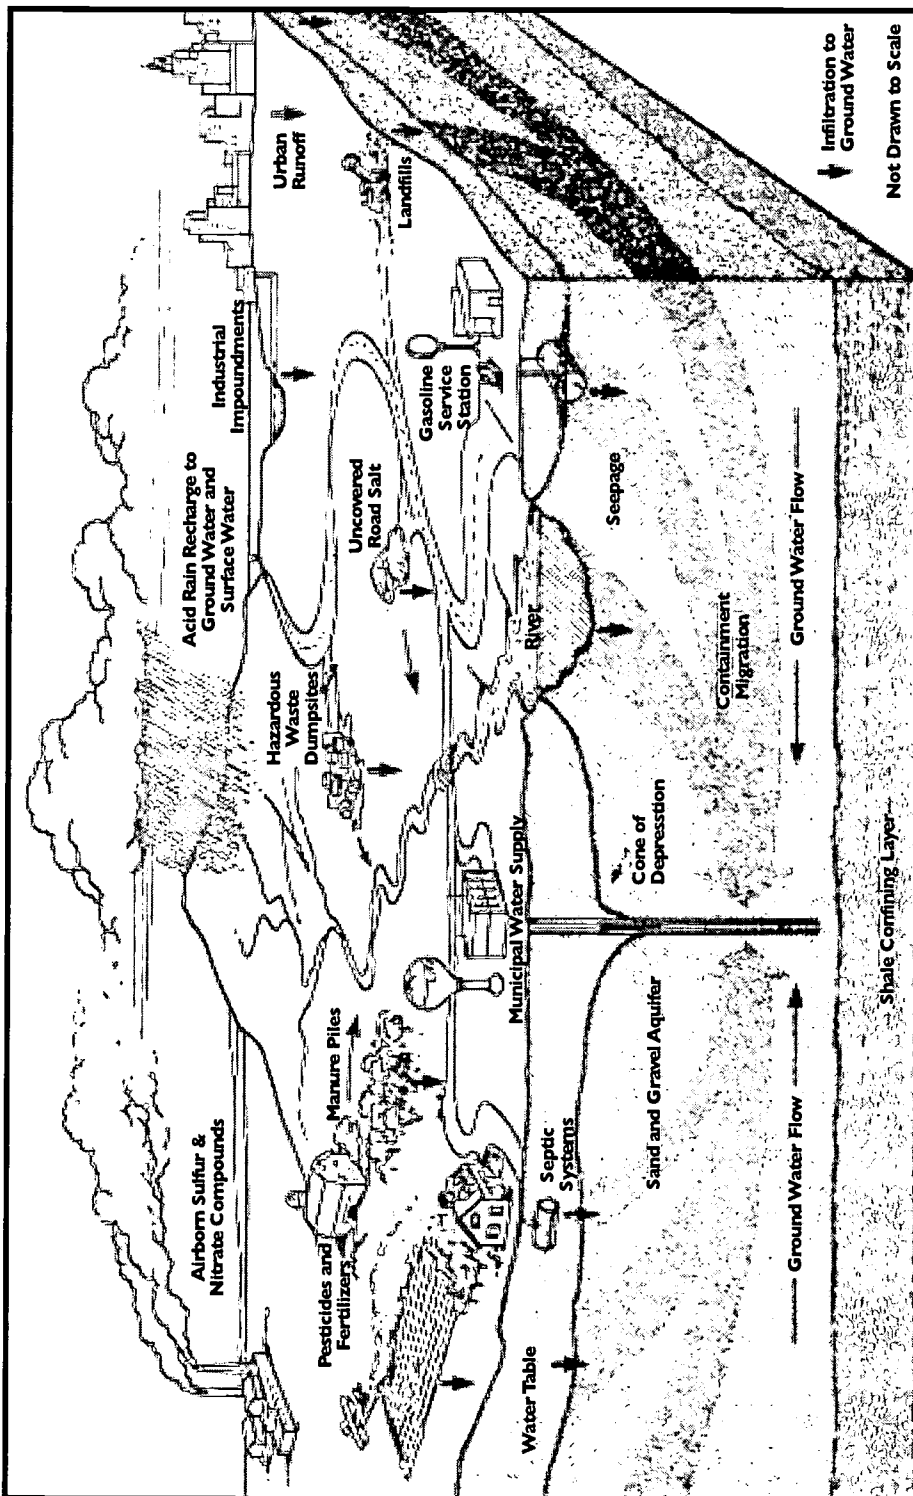 Airborn Sulfur &
Nitrate Compounds
Acid Rain Recharge to
Ground Water and
Surface Water
Industrial
Impoundments
Urban
Runoff
Hazardous
Waste
Dumpsites
Pesticides and
Fertilizers
Manure Piles
Uncovered
Road Salt
Landfills
Gasoline
Service
Station
Municipal Water Supply
River
Water Table
Septic
Systems
Seepage
Cone of
Depresstion
Sand and Gravel Aquifer
Containment
Migration
Ground Water Flow
Ground Water Flow
Shale Confining Layer
Infiltration to
Ground Water
Not Drawn to Scale